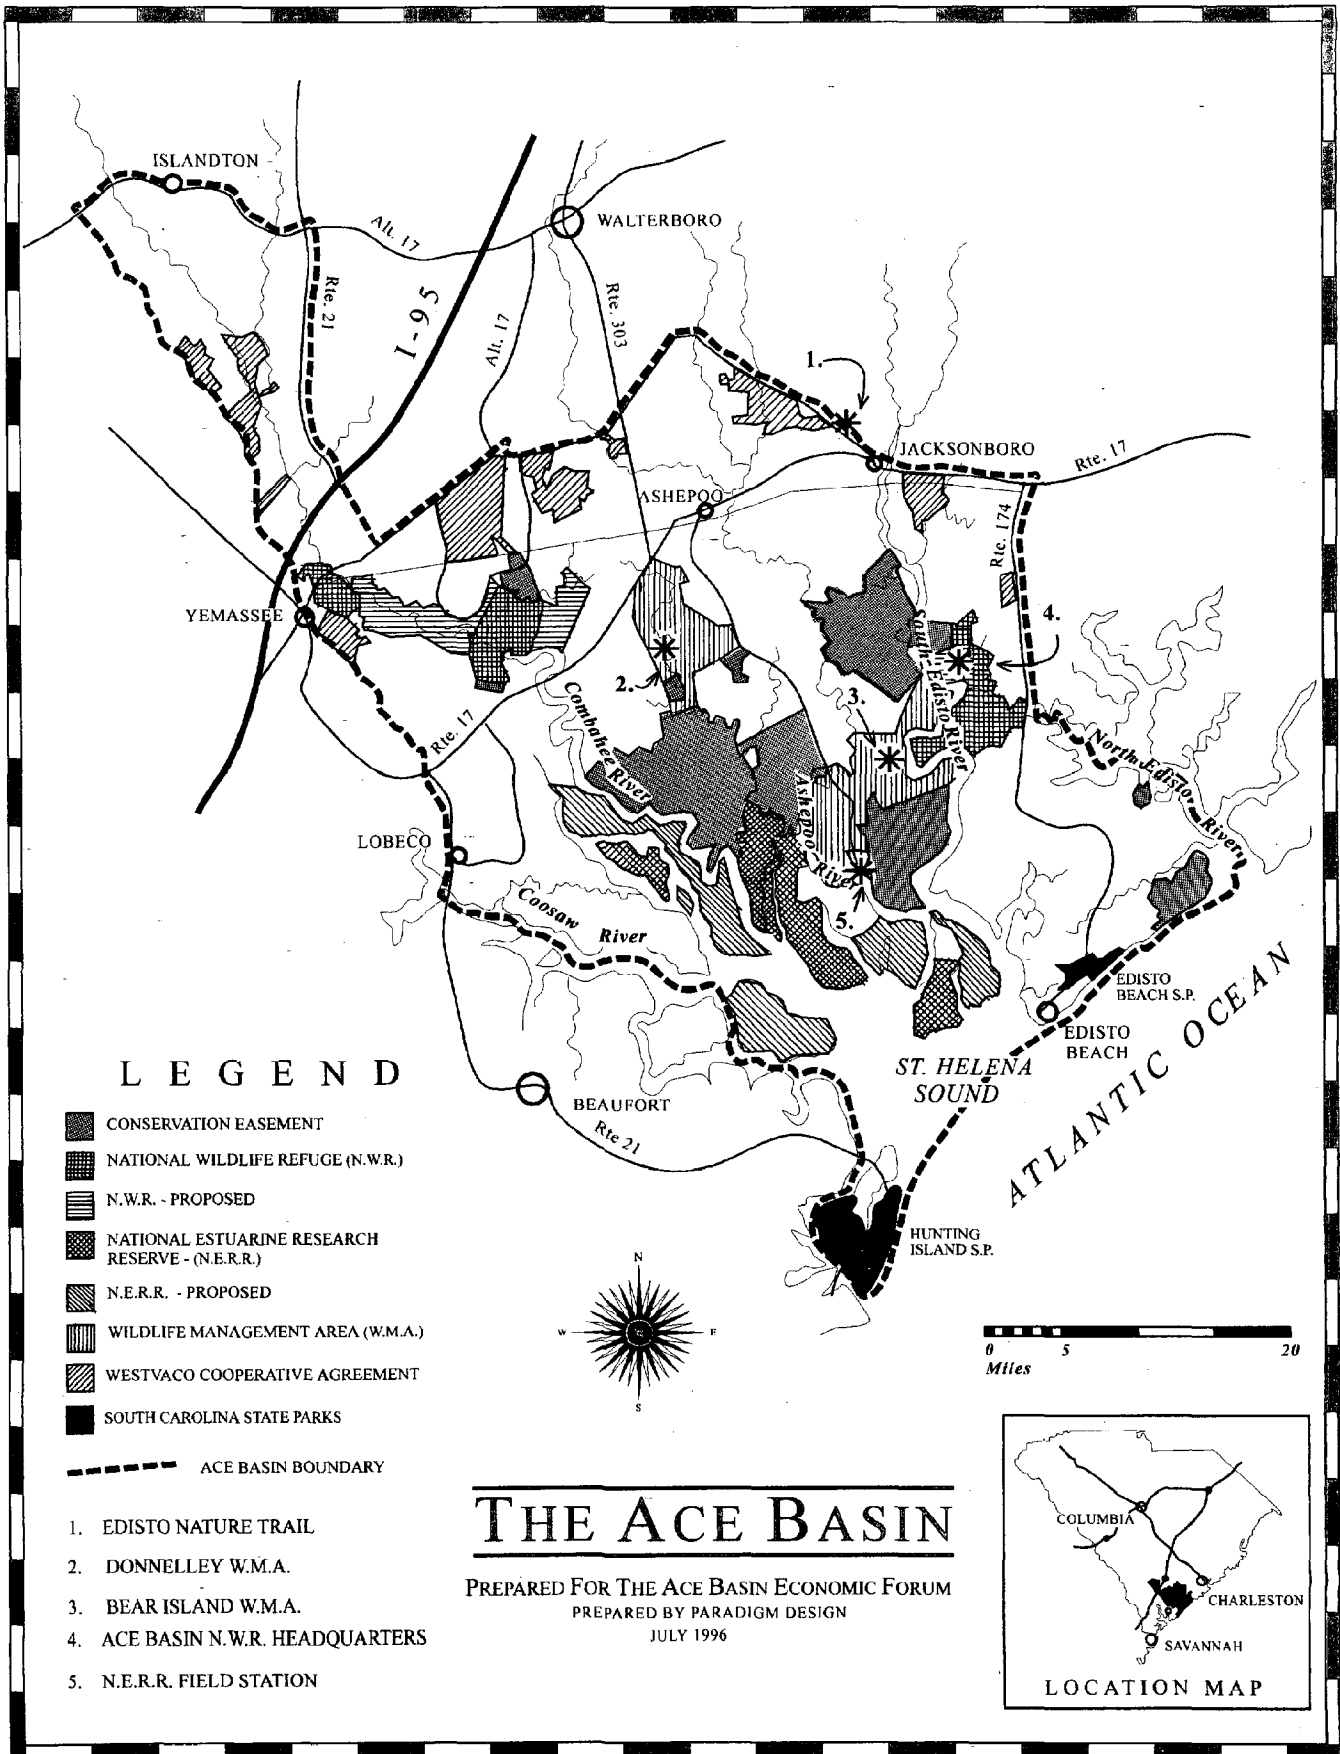 ISLANDTON
WALTERBORO
Alt. 17
Rte. 21
I-95
Alt. 17
Rte. 303
1.
JACKSONBORO
Rte. 17
ASHEPOO
Rte. 174
YEMASSEE
4.
2.
3.
South Edisto River
Combahee River
Rte. 17
North Edisto River
Ashepoo River
LOBECO
5.
Coosaw River
EDISTO
BEACH S.P.
EDISTO
BEACH
ST. HELENA
SOUND
ATLANTIC OCEAN
BEAUFORT
Rte 21
HUNTING
ISLAND S.P.
LEGEND
CONSERVATION EASEMENT
NATIONAL WILDLIFE REFUGE (N.W.R.)
N.W.R. - PROPOSED
NATIONAL ESTUARINE RESEARCH
RESERVE - (N.E.R.R.)
N.E.R.R. - PROPOSED
WILDLIFE MANAGEMENT AREA (W.M.A.)
WESTVACO COOPERATIVE AGREEMENT
SOUTH CAROLINA STATE PARKS
ACE BASIN BOUNDARY
1. EDISTO NATURE TRAIL
2. DONNELLEY W.M.A.
3. BEAR ISLAND W.M.A.
4. ACE BASIN N.W.R. HEADQUARTERS
5. N.E.R.R. FIELD STATION
N
W E
S
0 5 20
Miles
THE ACE BASIN
PREPARED FOR THE ACE BASIN ECONOMIC FORUM
PREPARED BY PARADIGM DESIGN
JULY 1996
COLUMBIA
CHARLESTON
SAVANNAH
LOCATION MAP